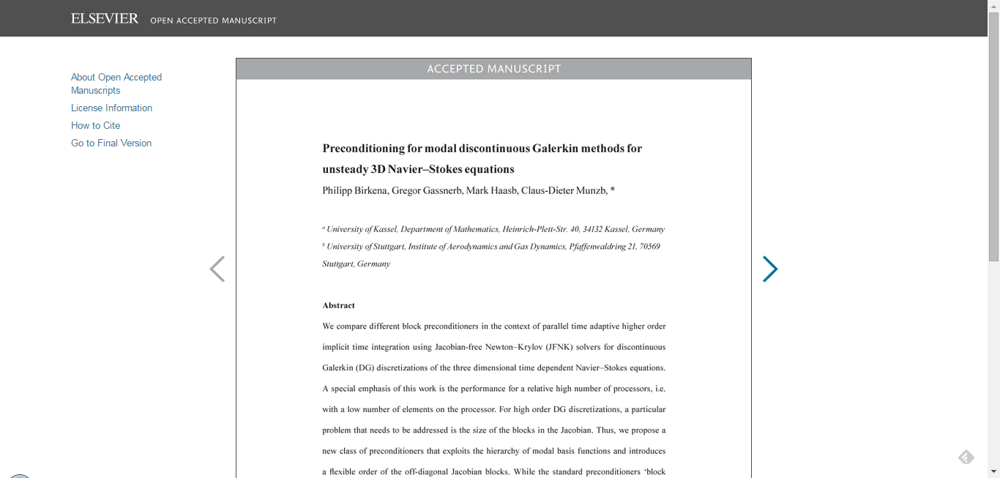 ELSEVIER OPEN ACCEPTED MANUSCRIPT
About Open Accepted
Manuscripts
License Information
How to Cite
Go to Final Version
ACCEPTED MANUSCRIPT
Preconditioning for modal discontinuous Galerkin methods for
unsteady 3D Navier–Stokes equations
Philipp Birkena, Gregor Gassnerb, Mark Haasb, Claus-Dieter Munzb, *
a University of Kassel, Department of Mathematics, Heinrich-Plett-Str. 40, 34132 Kassel, Germany
b University of Stuttgart, Institute of Aerodynamics and Gas Dynamics, Pfaffenwaldring 21, 70569
Stuttgart, Germany
Abstract
We compare different block preconditioners in the context of parallel time adaptive higher order
implicit time integration using Jacobian-free Newton–Krylov (JFNK) solvers for discontinuous
Galerkin (DG) discretizations of the three dimensional time dependent Navier–Stokes equations.
A special emphasis of this work is the performance for a relative high number of processors, i.e.
with a low number of elements on the processor. For high order DG discretizations, a particular
problem that needs to be addressed is the size of the blocks in the Jacobian. Thus, we propose a
new class of preconditioners that exploits the hierarchy of modal basis functions and introduces
a flexible order of the off-diagonal Jacobian blocks. While the standard preconditioners ‘block